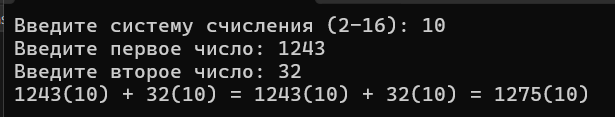 Введите систему счисления (2-16): 10
Введите первое число: 1243
Введите второе число: 32
1243(10) + 32(10) = 1243(10) + 32(10) = 1275(10)